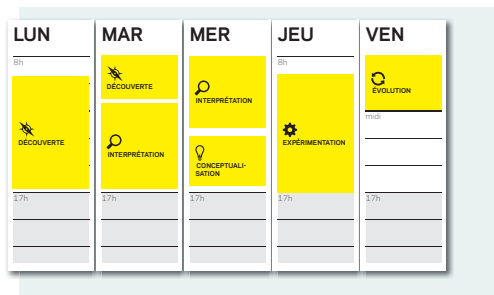 LUN
8h
DÉCOUVERTE
17h
MAR
DÉCOUVERTE
INTERPRÉTATION
17h
MER
INTERPRÉTATION
CONCEPTUALI-
SATION
17h
JEU
8h
EXPÉRIMENTATION
17h
VEN
ÉVOLUTION
midi
17h